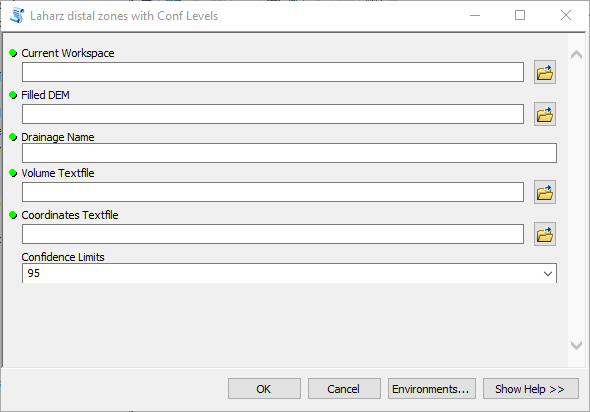 Laharz distal zones with Conf Levels
Current Workspace
Filled DEM
Drainage Name
Volume Textfile
Coordinates Textfile
Confidence Limits
95
OK Cancel Environments... Show Help >>